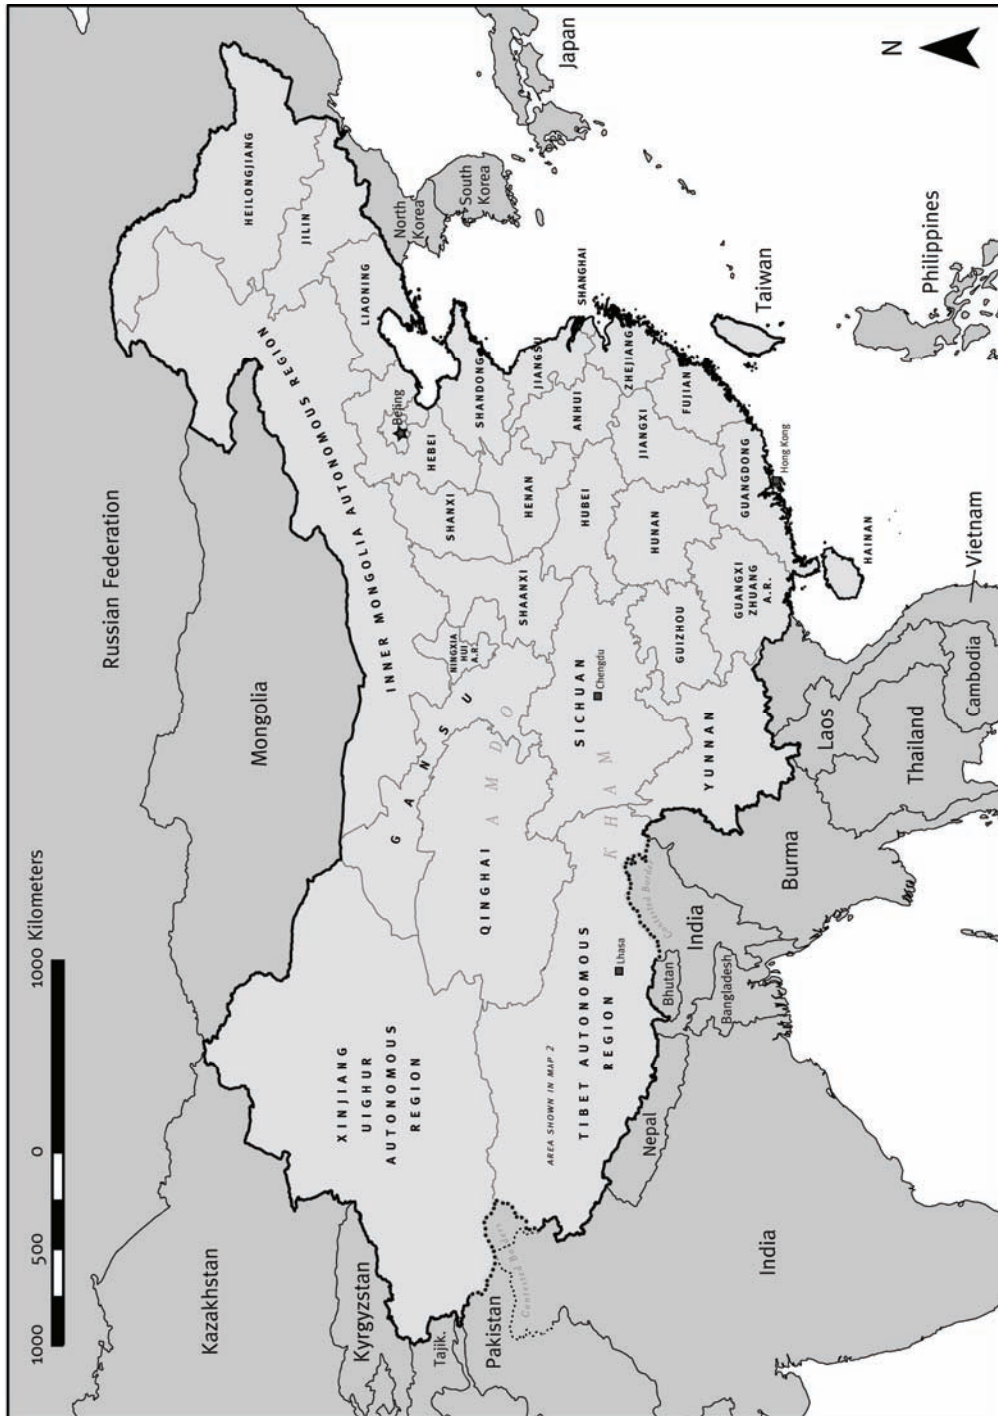 1000
500
0
1000 Kilometers
N
Russian Federation
Kazakhstan
Mongolia
HEILONGJIANG
JILIN
Kyrgyzstan
XINJIANG
UIGHUR
AUTONOMOUS
REGION
INNER MONGOLIA AUTONOMOUS REGION
LIAONING
North
Korea
South
Korea
Japan
Beijing
HEBEI
Tajik.
GANSU
NINGXIA
HUI
A.R.
SHANXI
SHANDONG
Pakistan
Contested Borders
QINGHAI
AMDO
SHAANXI
HENAN
JIANGSU
SHANGHAI
AREA SHOWN IN MAP 2
TIBET AUTONOMOUS
REGION
Lhasa
KHAM
SICHUAN
Chengdu
HUBEI
ANHUI
ZHEJIANG
Contested Border
Nepal
Bhutan
India
Bangladesh
GUIZHOU
HUNAN
JIANGXI
FUJIAN
YUNNAN
GUANGXI
ZHUANG
A.R.
GUANGDONG
Hong Kong
Taiwan
India
Burma
Laos
HAINAN
Thailand
Cambodia
Vietnam
Philippines